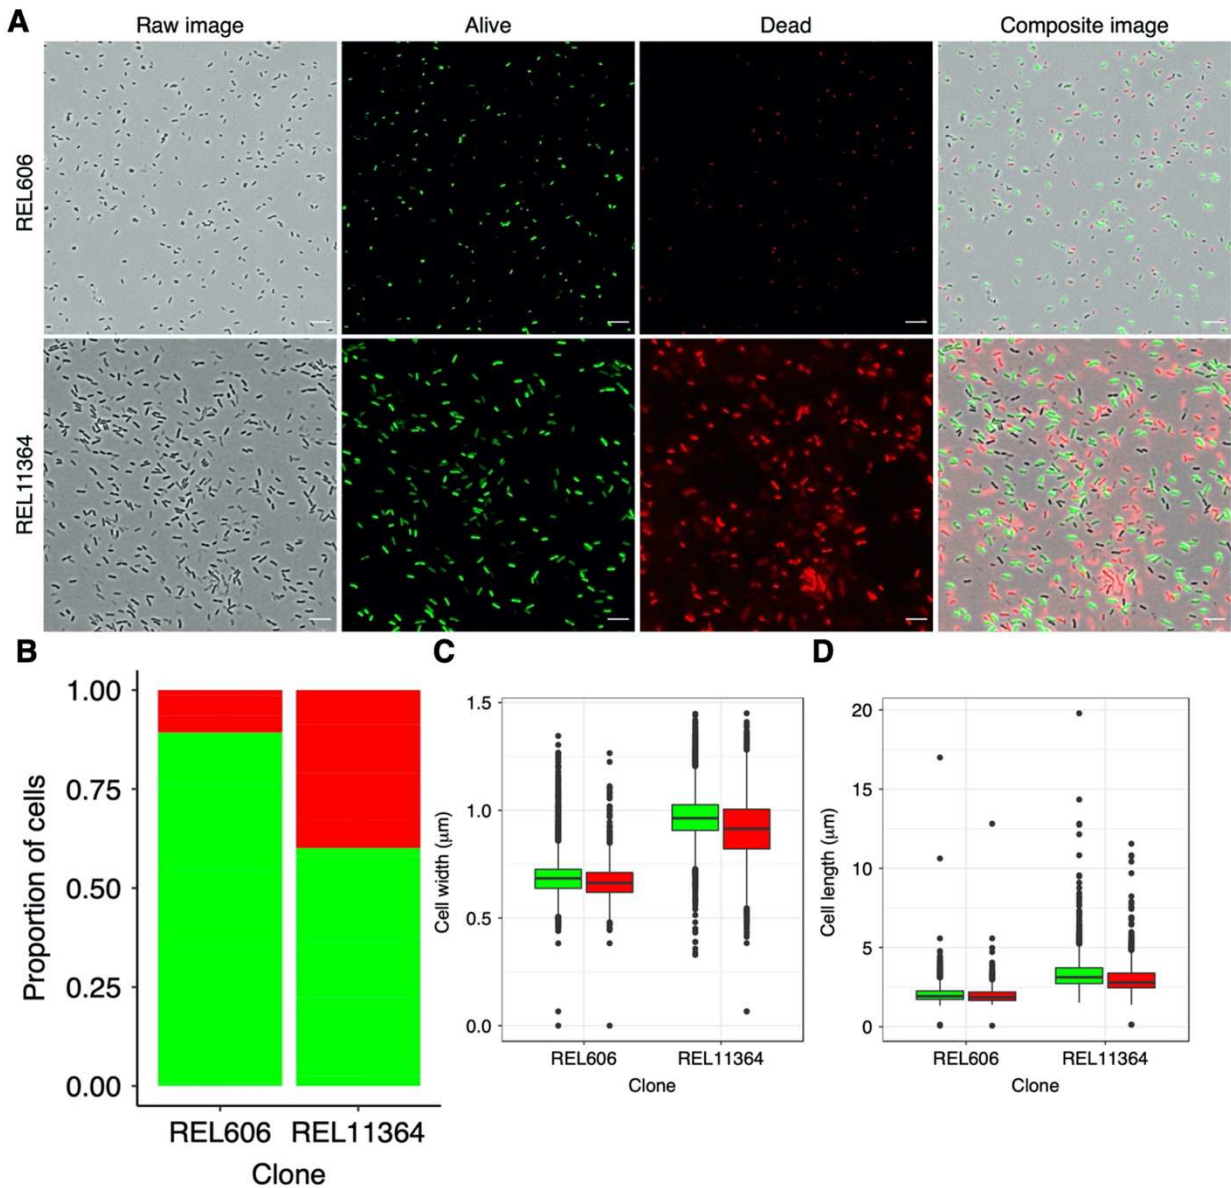 A
Raw image
Alive
Dead
Composite image
REL606
REL11364
B
1.00
0.75
0.50
0.25
0.00
Proportion of cells
REL606
REL11364
Clone
C
1.5
1.0
0.5
0.0
Cell width (μm)
REL606
REL11364
Clone
D
20
15
10
5
0
Cell length (μm)
REL606
REL11364
Clone